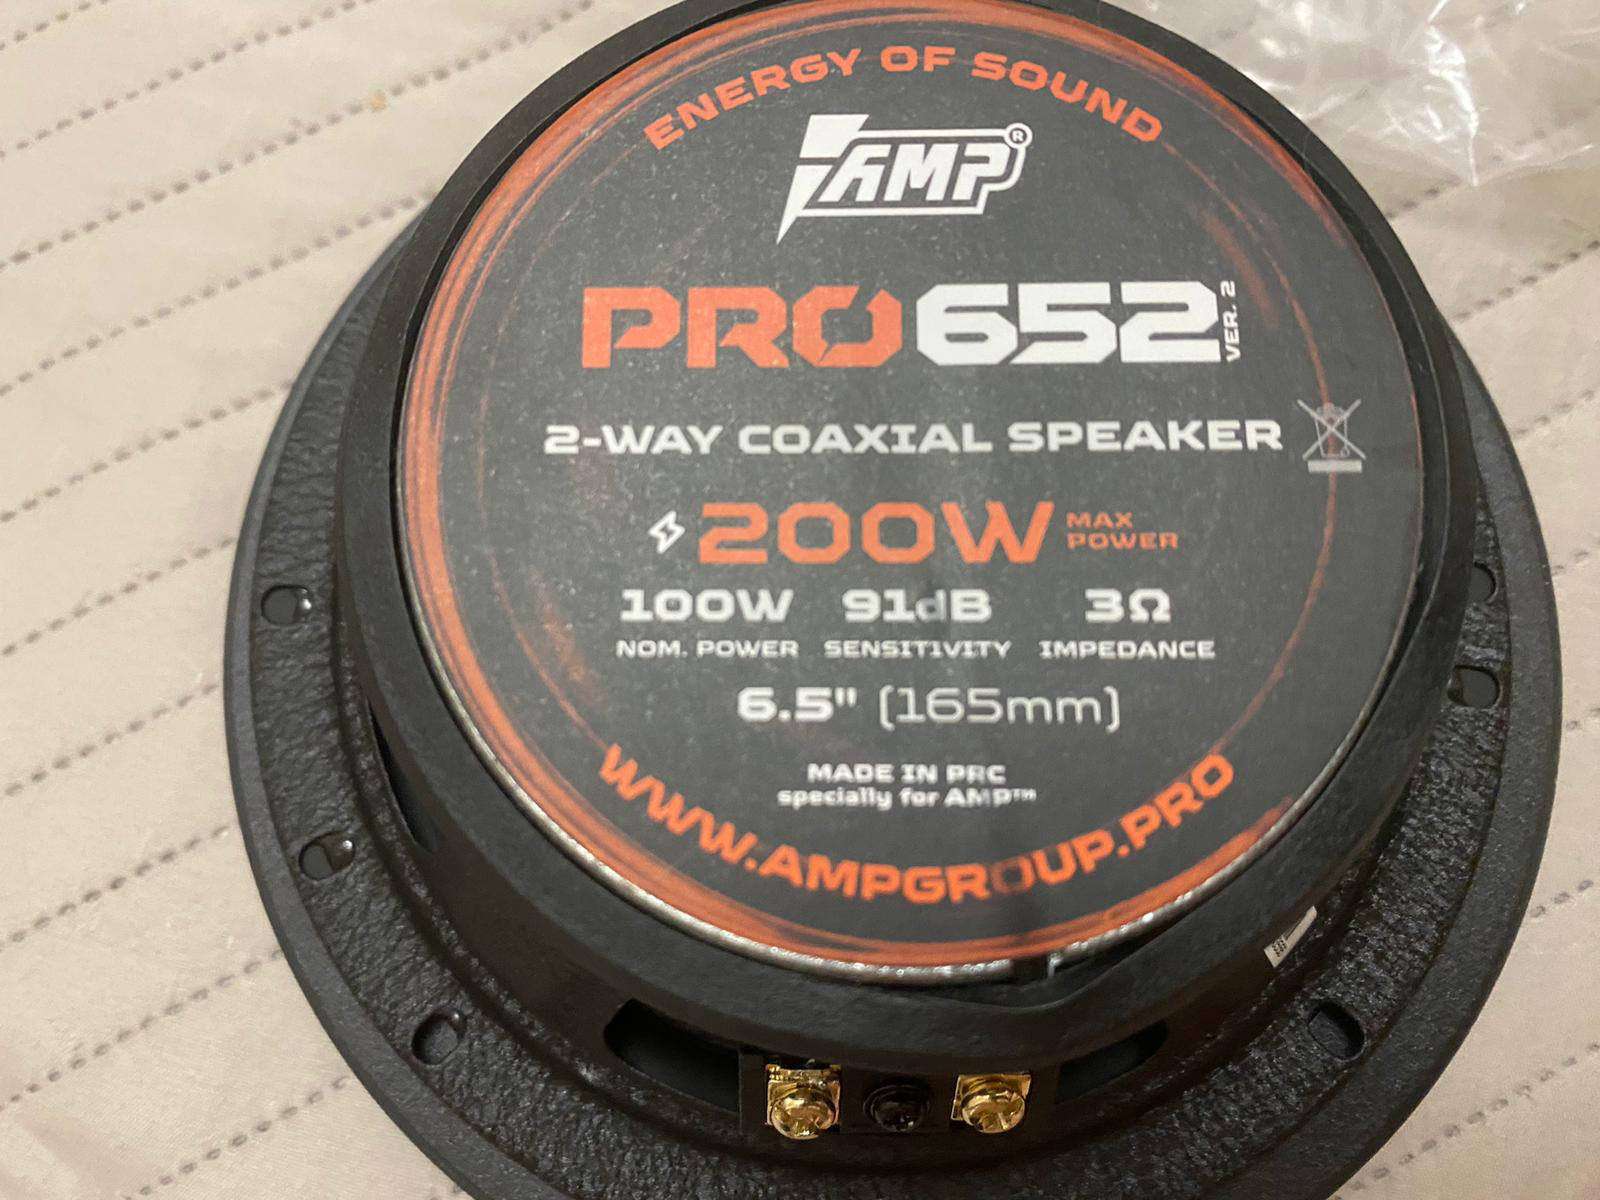 ENERGY OF SOUND
AMP®
PRO652 VER. 2
2-WAY COAXIAL SPEAKER
200W MAX POWER
100W 91dB 3Ω
NOM. POWER SENSITIVITY IMPEDANCE
6.5" (165mm)
MADE IN PRC
specially for AMP™
WWW.AMPGROUP.PRO